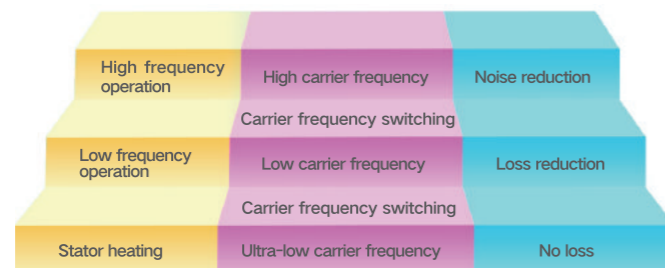 High frequency
operation
High carrier frequency
Noise reduction
Carrier frequency switching
Low frequency
operation
Low carrier frequency
Loss reduction
Carrier frequency switching
Stator heating
Ultra-low carrier frequency
No loss